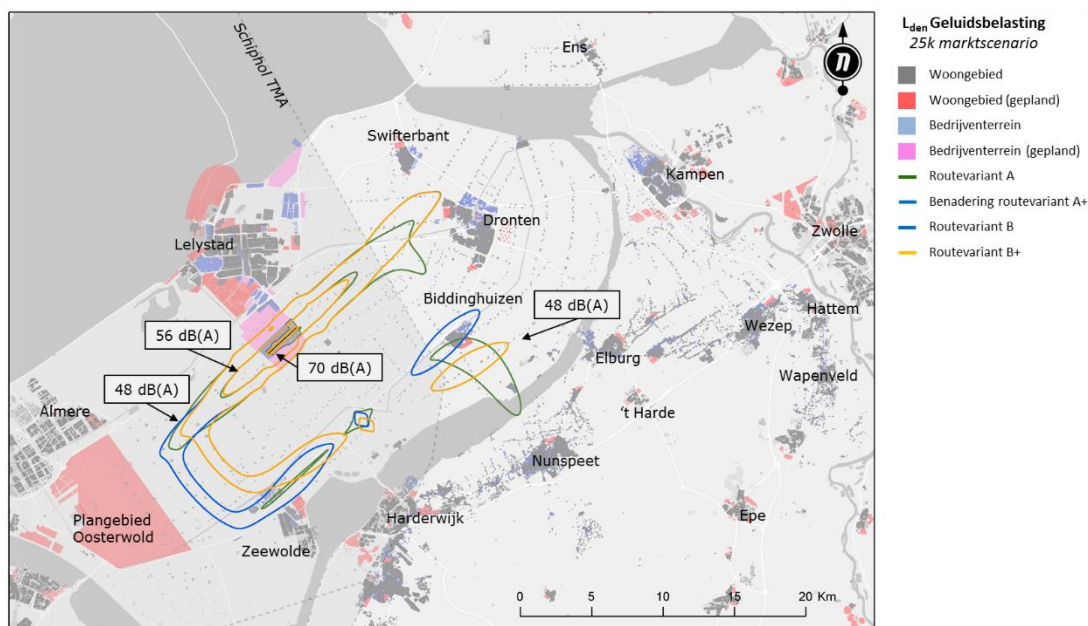 Schiphol TMA
Ens
Swifterbant
Kampen
Dronten
Zwolle
Lelystad
Biddinghuizen
48 dB(A)
Hattem
Wezep
56 dB(A)
Elburg
70 dB(A)
Wapenveld
48 dB(A)
Almere
't Harde
Nunspeet
Plangebied
Oosterwold
Harderwijk
Epe
Zeewolde
0 5 10 15 20 Km
n
Lden Geluidsbelasting
25k marktscenario
Woongebied
Woongebied (gepland)
Bedrijventerrein
Bedrijventerrein (gepland)
Routevariant A
Benadering routevariant A+
Routevariant B
Routevariant B+